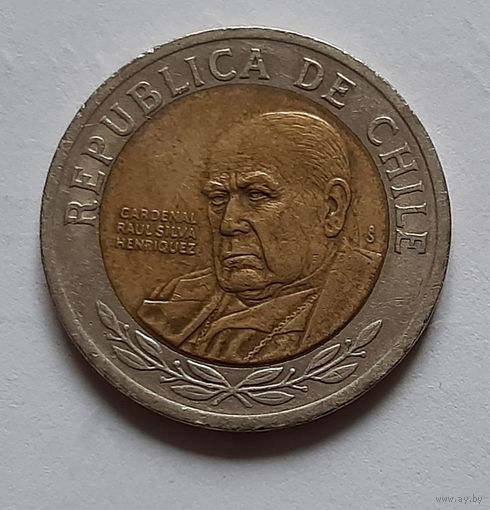 REPUBLICA DE CHILE
CARDENAL
RAUL SILVA
HENRIQUEZ
www.ay.by